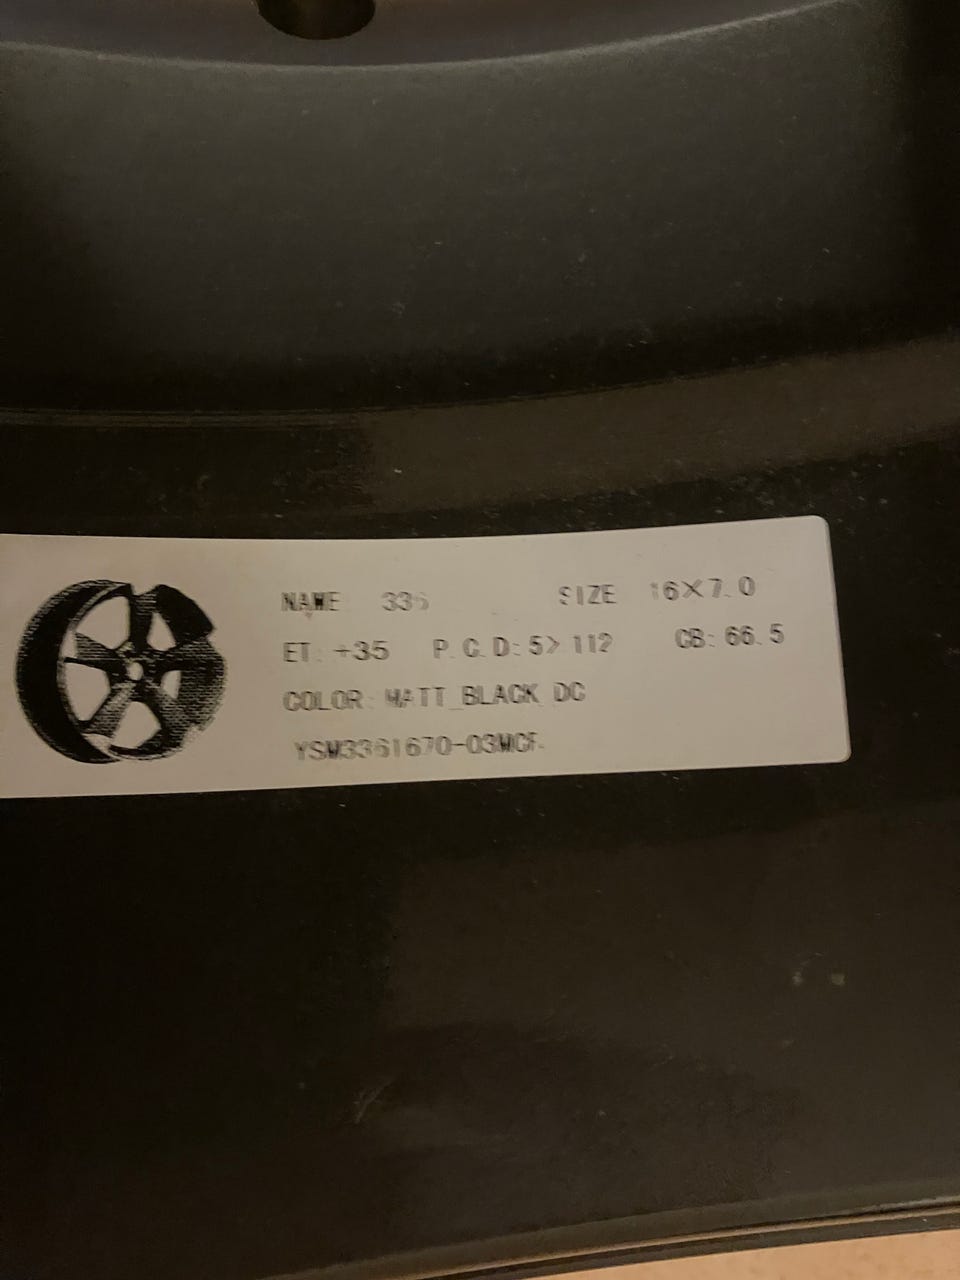 NAME 336 SIZE 16X7.0
ET: +35 P.C.D: 5X112 CB: 66.5
COLOR: MATT_BLACK DC
YSM3361670-03MCF